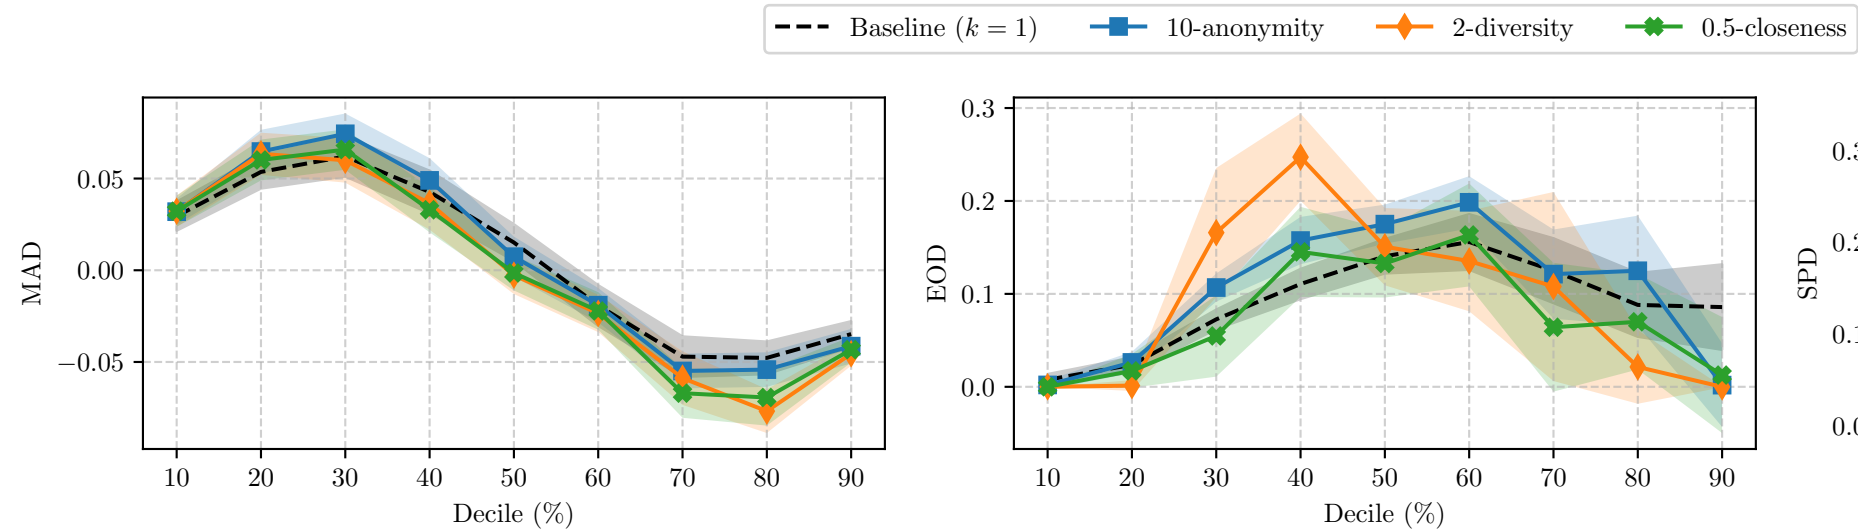 Baseline (k = 1) 10-anonymity 2-diversity 0.5-closeness
MAD
0.05
0.00
−0.05
10 20 30 40 50 60 70 80 90
Decile (%)
EOD
0.3
0.2
0.1
0.0
10 20 30 40 50 60 70 80 90
Decile (%)
SPD